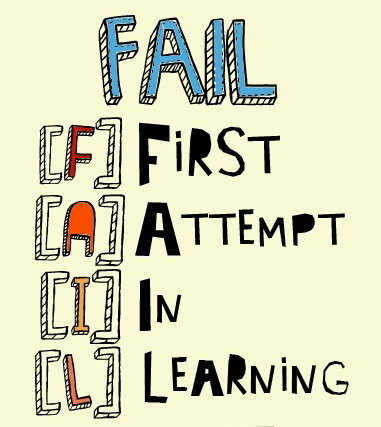 FAIL
[F] FiRST
[A] ATTEMPT
[I] IN
[L] LEARNiNG